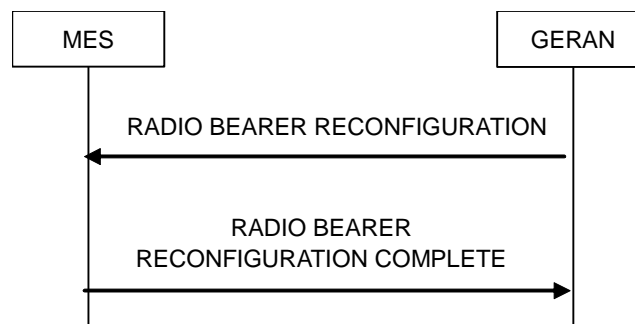 MES
GERAN
RADIO BEARER RECONFIGURATION
RADIO BEARER
RECONFIGURATION COMPLETE